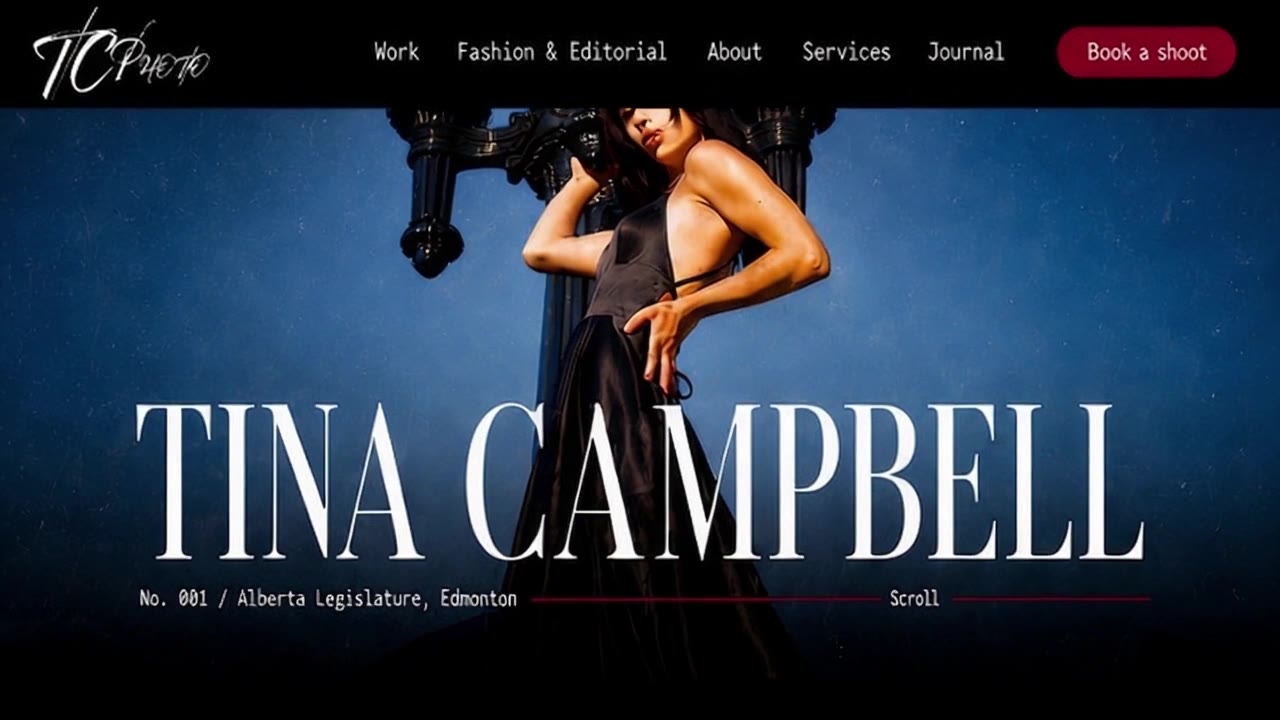 TCPhoto
Work Fashion & Editorial About Services Journal Book a shoot
TINA CAMPBELL
No. 001 / Alberta Legislature, Edmonton Scroll